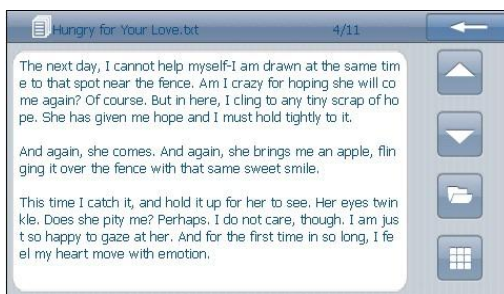 Hungry for Your Love.txt 4/11
The next day, I cannot help myself-I am drawn at the same tim
e to that spot near the fence. Am I crazy for hoping she will co
me again? Of course. But in here, I cling to any tiny scrap of ho
pe. She has given me hope and I must hold tightly to it.
And again, she comes. And again, she brings me an apple, flin
ging it over the fence with that same sweet smile.
This time I catch it, and hold it up for her to see. Her eyes twin
kle. Does she pity me? Perhaps. I do not care, though. I am jus
t so happy to gaze at her. And for the first time in so long, I fe
el my heart move with emotion.